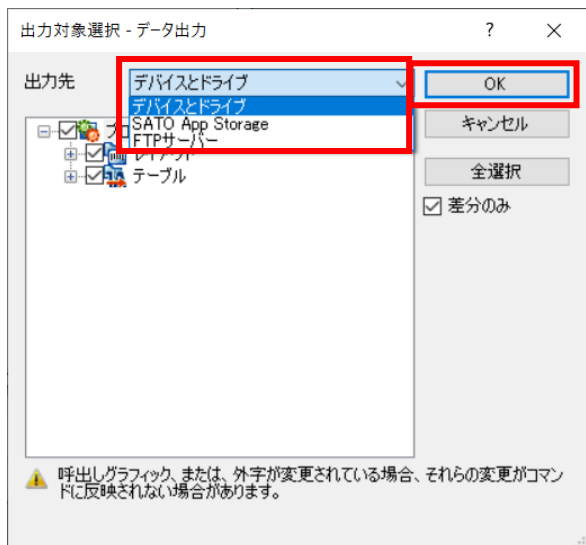 出力対象選択 - データ出力
? ×
出力先
デバイスとドライブ
OK
デバイスとドライブ
SATO App Storage
FTPサーバー
キャンセル
レイアウト
テーブル
全選択
差分のみ
呼出しグラフィック、または、外字が変更されている場合、それらの変更がコマン
ドに反映されない場合があります。